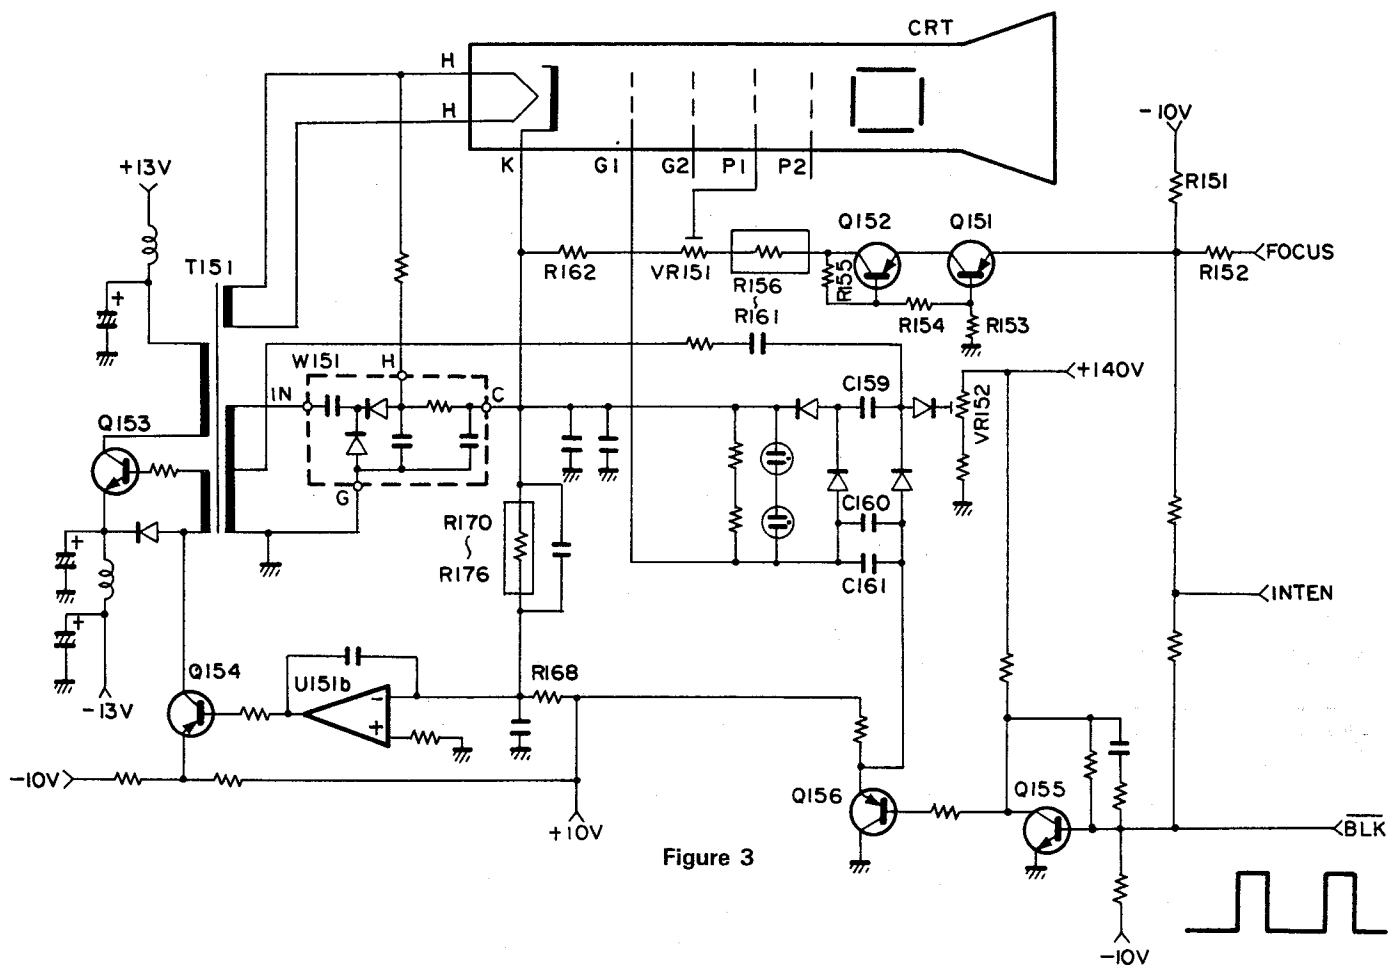 CRT
H
H
-10V
K
G1
G2
P1
P2
+13V
R151
Q152
Q151
T151
R162
VR151
R155
R152
FOCUS
R156
R161
R154
R153
W151
H
+140V
IN
C
C159
VR152
Q153
G
R170
R176
C160
C161
INTEN
Q154
U151b
R168
-
+
-13V
-10V
+10V
Q156
Q155
BLK
Figure 3
-10V